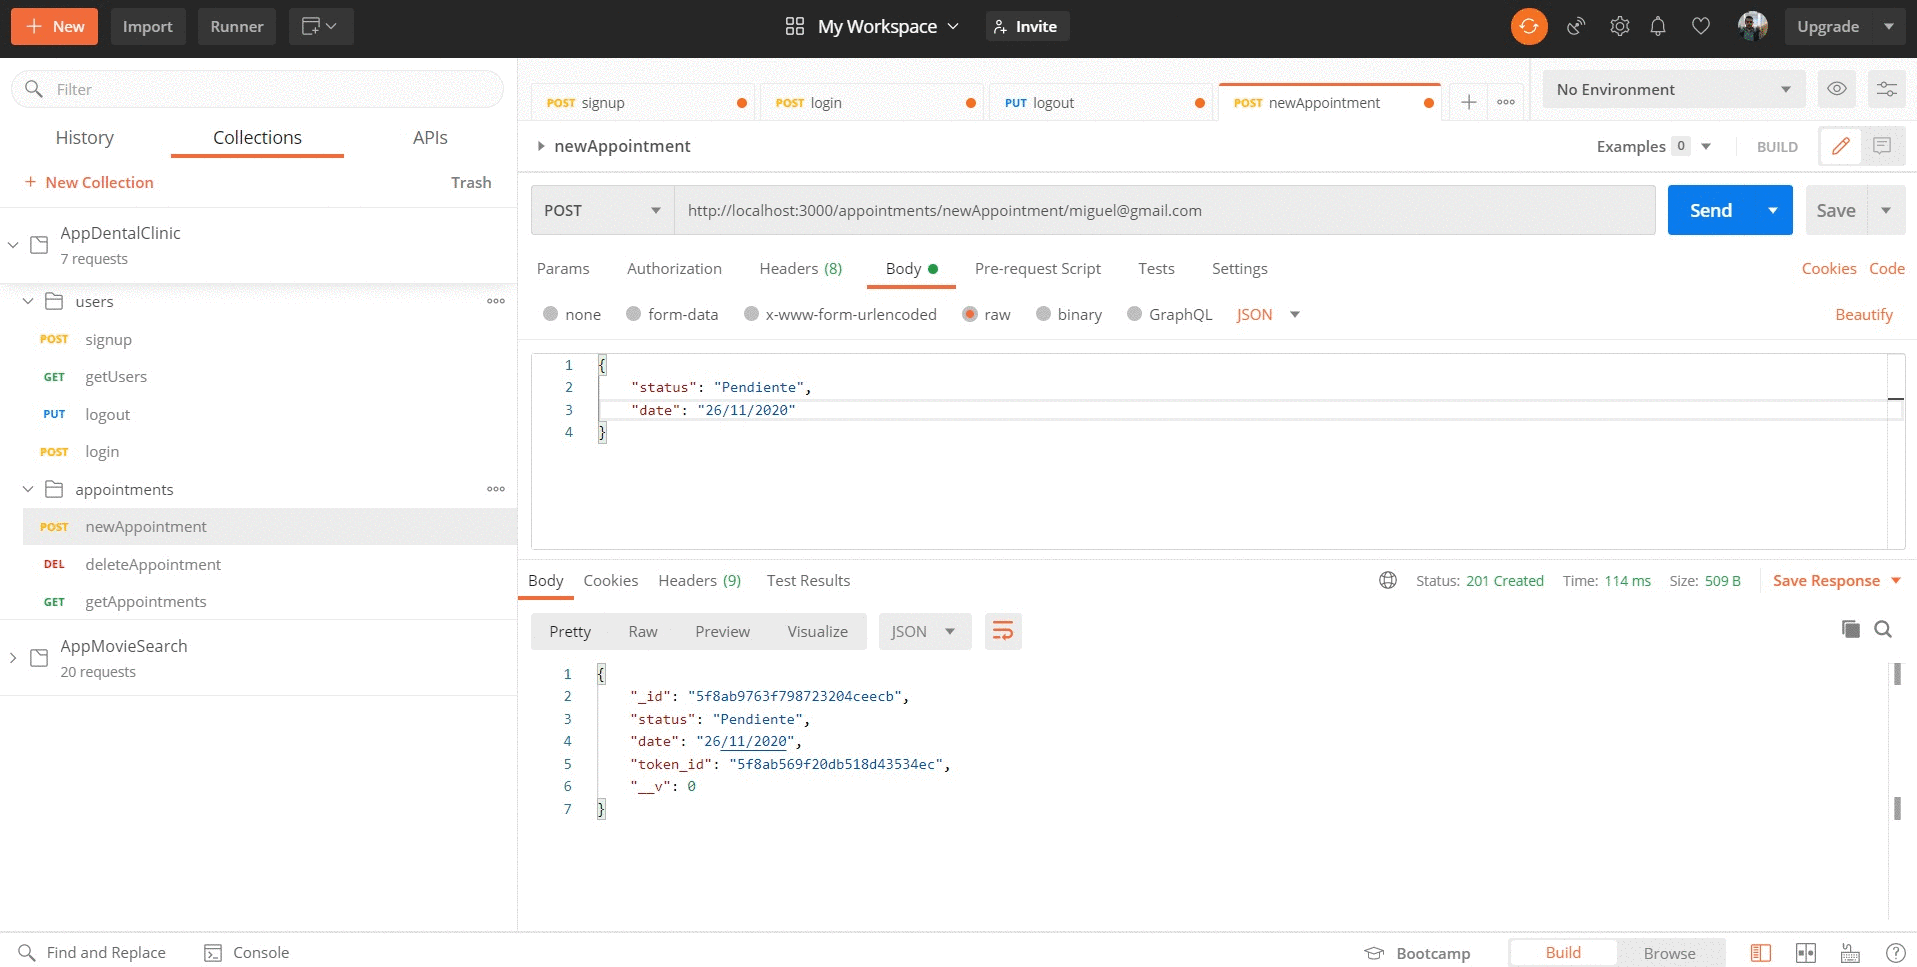 New Import Runner My Workspace Invite Upgrade
Filter
History Collections APIs
New Collection Trash
AppDentalClinic
7 requests
users
POST signup
GET getUsers
PUT logout
POST login
appointments
POST newAppointment
DEL deleteAppointment
GET getAppointments
AppMovieSearch
20 requests
POST signup POST login PUT logout POST newAppointment No Environment
newAppointment Examples 0 BUILD
POST http://localhost:3000/appointments/newAppointment/miguel@gmail.com Send Save
Params Authorization Headers (8) Body Pre-request Script Tests Settings Cookies Code
none form-data x-www-form-urlencoded raw binary GraphQL JSON Beautify
1 {
2 "status": "Pendiente",
3 "date": "26/11/2020"
4 }
Body Cookies Headers (9) Test Results Status: 201 Created Time: 114 ms Size: 509 B Save Response
Pretty Raw Preview Visualize JSON
1 {
2 "_id": "5f8ab9763f798723204ceecb",
3 "status": "Pendiente",
4 "date": "26/11/2020",
5 "token_id": "5f8ab569f20db518d43534ec",
6 "__v": 0
7 }
Find and Replace Console Bootcamp Build Browse